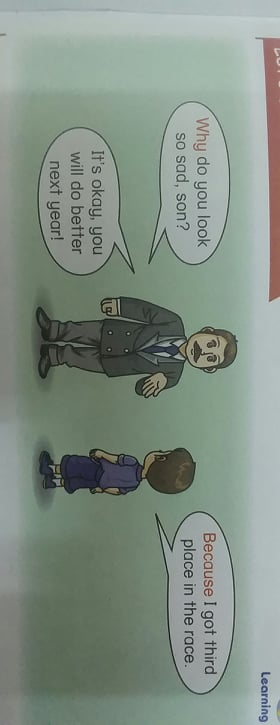 Learning
Why do you look
so sad, son?
Because I got third
place in the race.
It's okay, you
will do better
next year!